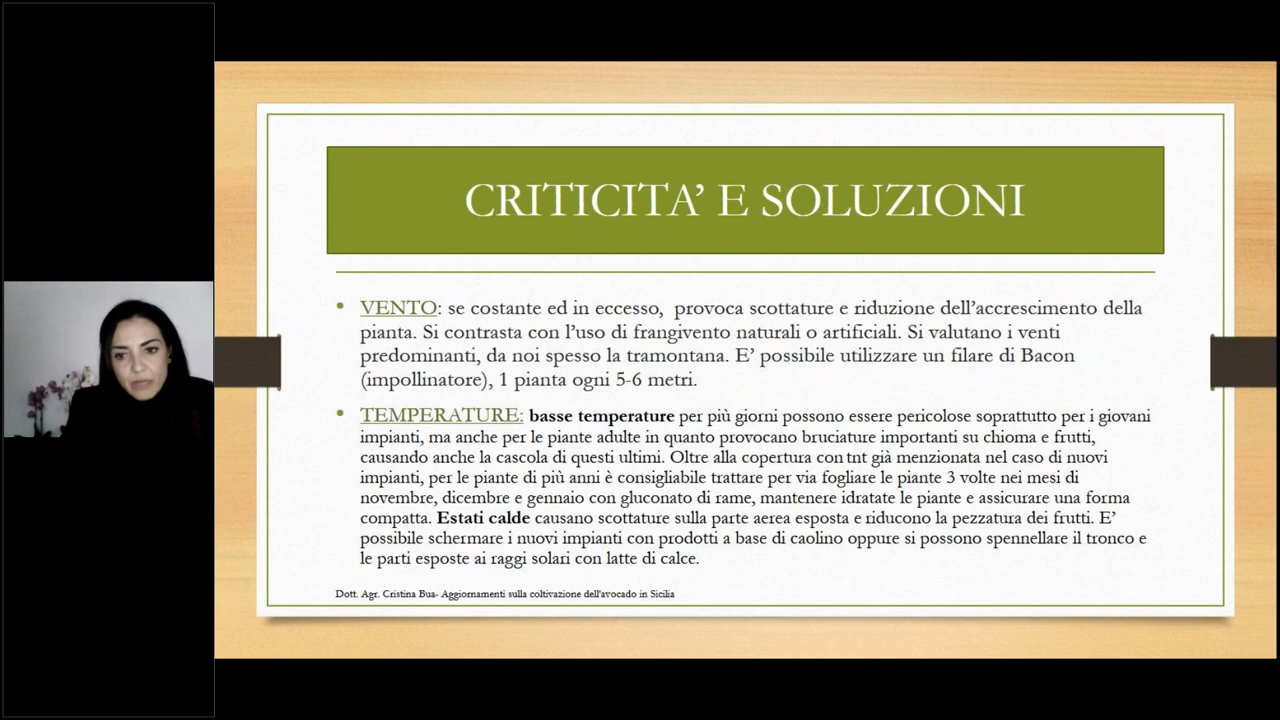 CRITICITA’ E SOLUZIONI
• VENTO: se costante ed in eccesso,  provoca scottature e riduzione dell’accrescimento della
pianta. Si contrasta con l’uso di frangivento naturali o artificiali. Si valutano i venti
predominanti, da noi spesso la tramontana. E’ possibile utilizzare un filare di Bacon
(impollinatore), 1 pianta ogni 5-6 metri.
• TEMPERATURE: basse temperature per più giorni possono essere pericolose soprattutto per i giovani
impianti, ma anche per le piante adulte in quanto provocano bruciature importanti su chioma e frutti,
causando anche la cascola di questi ultimi. Oltre alla copertura con tnt già menzionata nel caso di nuovi
impianti, per le piante di più anni è consigliabile trattare per via fogliare le piante 3 volte nei mesi di
novembre, dicembre e gennaio con gluconato di rame, mantenere idratate le piante e assicurare una forma
compatta. Estati calde causano scottature sulla parte aerea esposta e riducono la pezzatura dei frutti. E’
possibile schermare i nuovi impianti con prodotti a base di caolino oppure si possono spennellare il tronco e
le parti esposte ai raggi solari con latte di calce.
Dott. Agr. Cristina Bua- Aggiornamenti sulla coltivazione dell'avocado in Sicilia